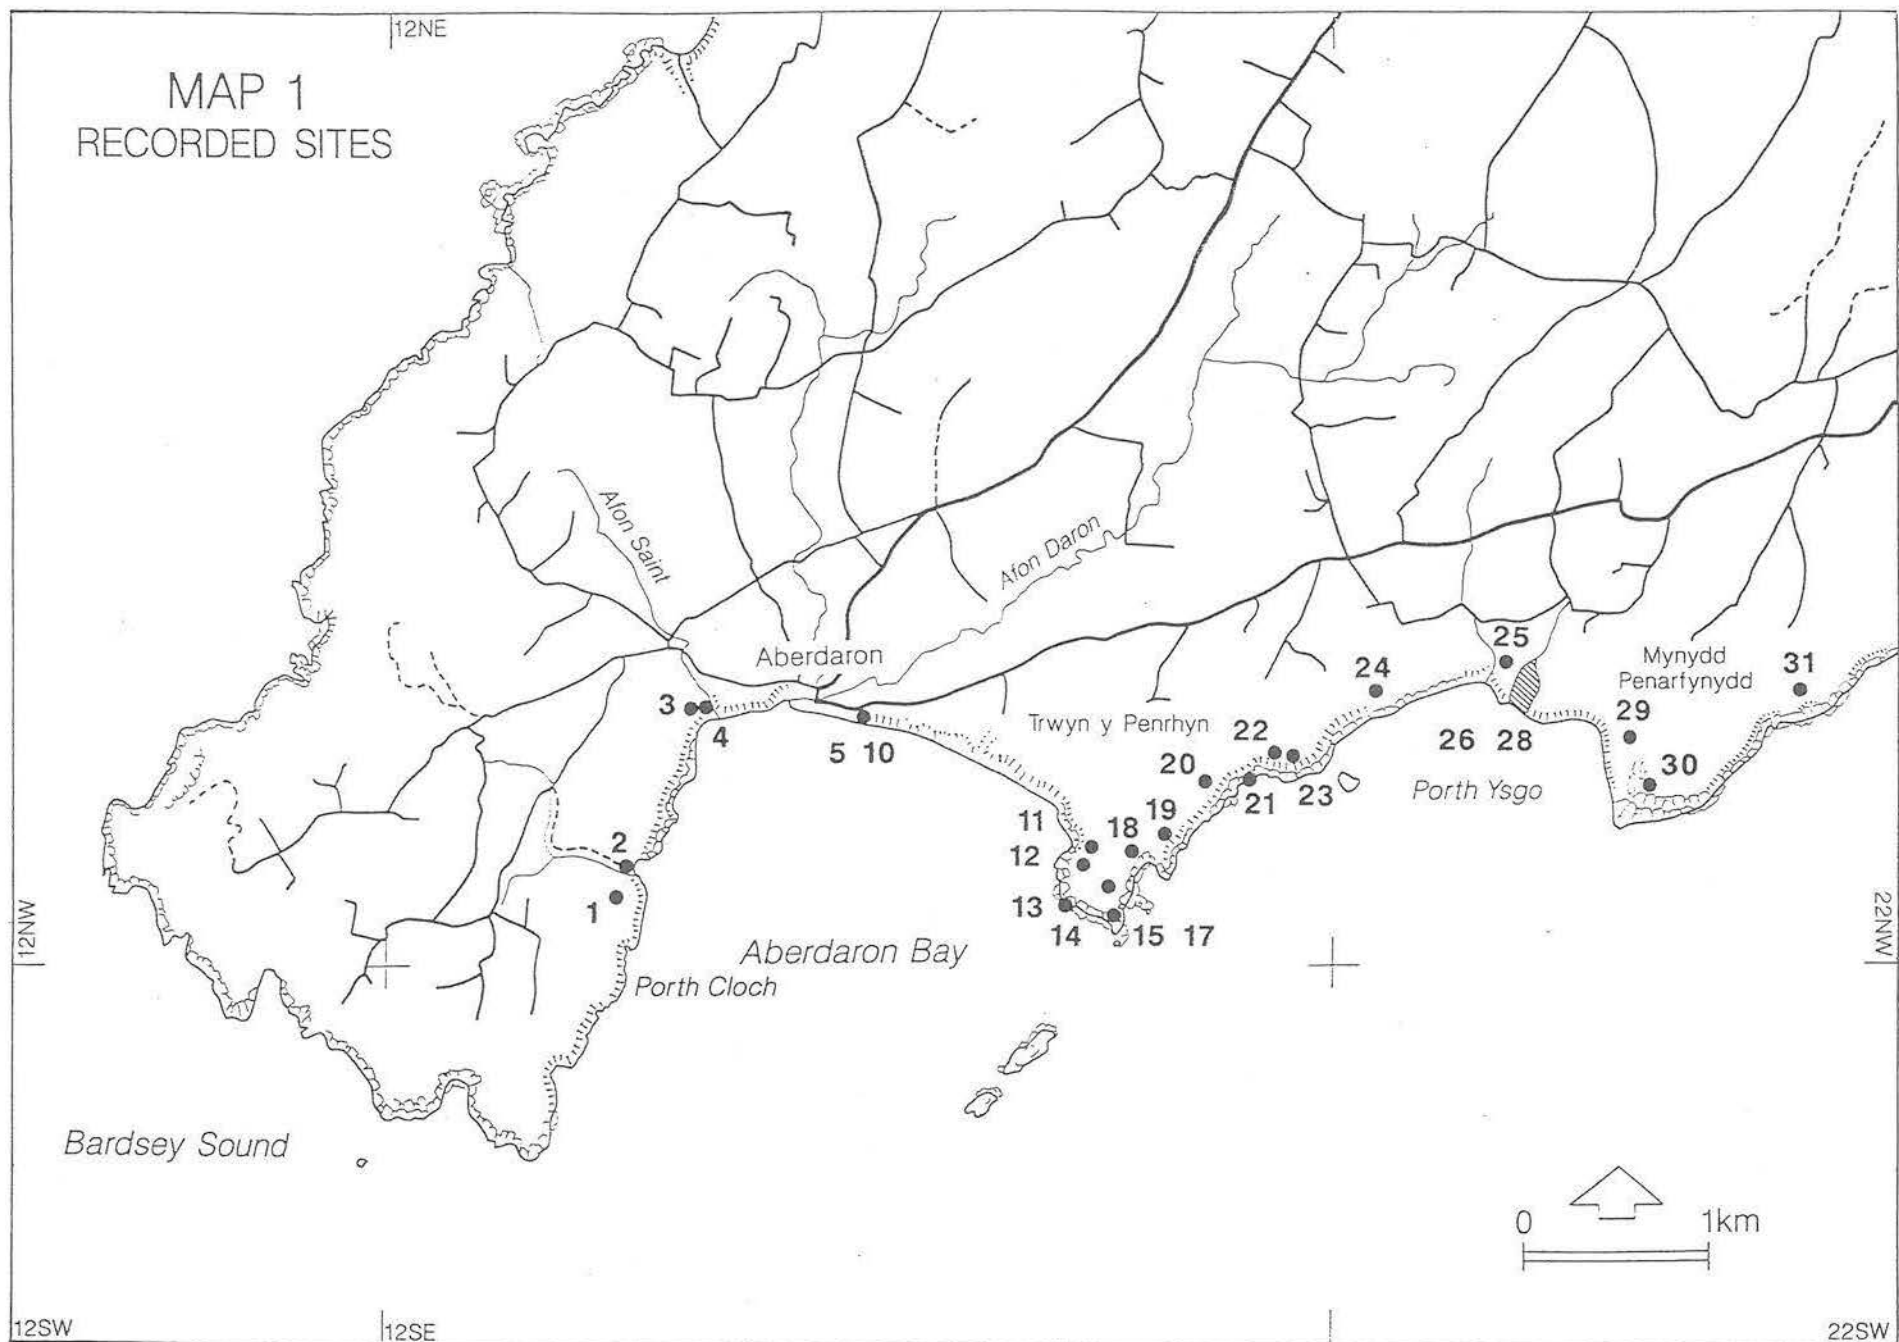 12NE
MAP 1
RECORDED SITES
Afon Saint
Afon Daron
Aberdaron
25
Mynydd
Penarfynydd
31
24
3
4
Trwyn y Penrhyn
22
29
5 10
26 28
20
30
21
23
Porth Ysgo
11
18
19
2
12
1
13
14
15
17
12NW
22NW
Aberdaron Bay
Porth Cloch
Bardsey Sound
0 1km
12SW
12SE
22SW